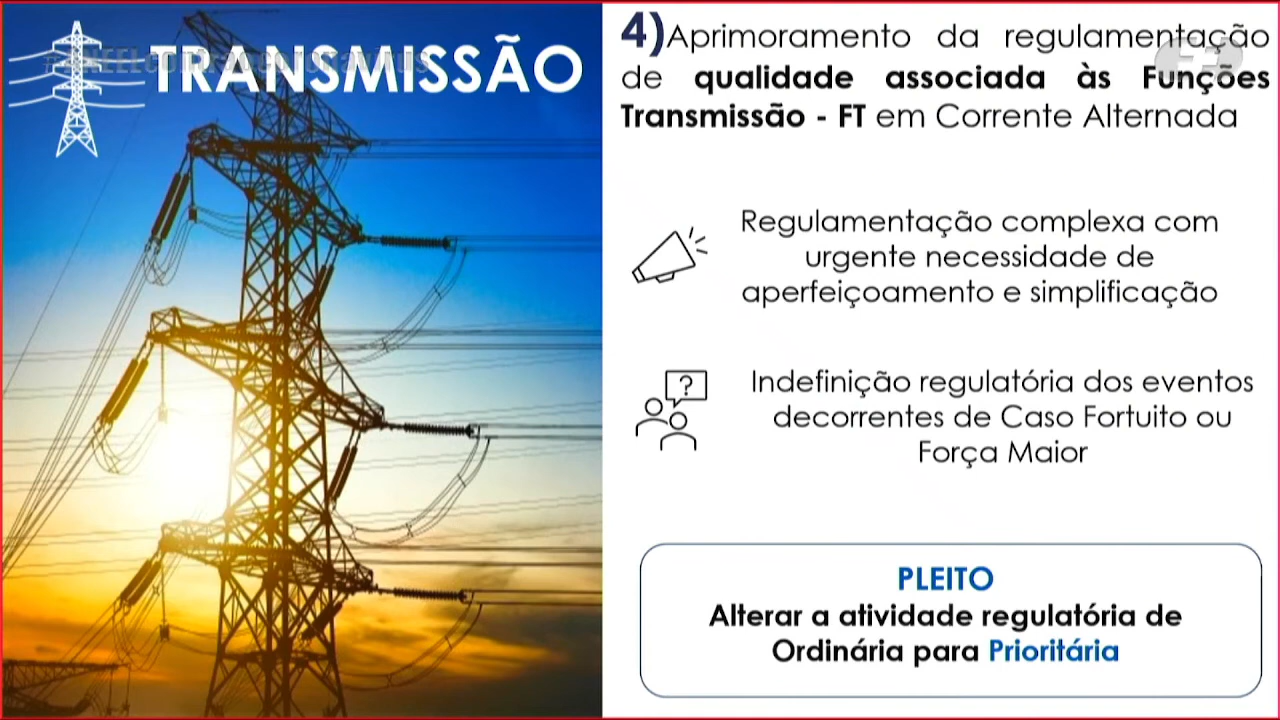 TRANSMISSÃO
4)Aprimoramento da regulamentação
de qualidade associada às Funções
Transmissão - FT em Corrente Alternada
Regulamentação complexa com
urgente necessidade de
aperfeiçoamento e simplificação
?
Indefinição regulatória dos eventos
decorrentes de Caso Fortuito ou
Força Maior
PLEITO
Alterar a atividade regulatória de
Ordinária para Prioritária